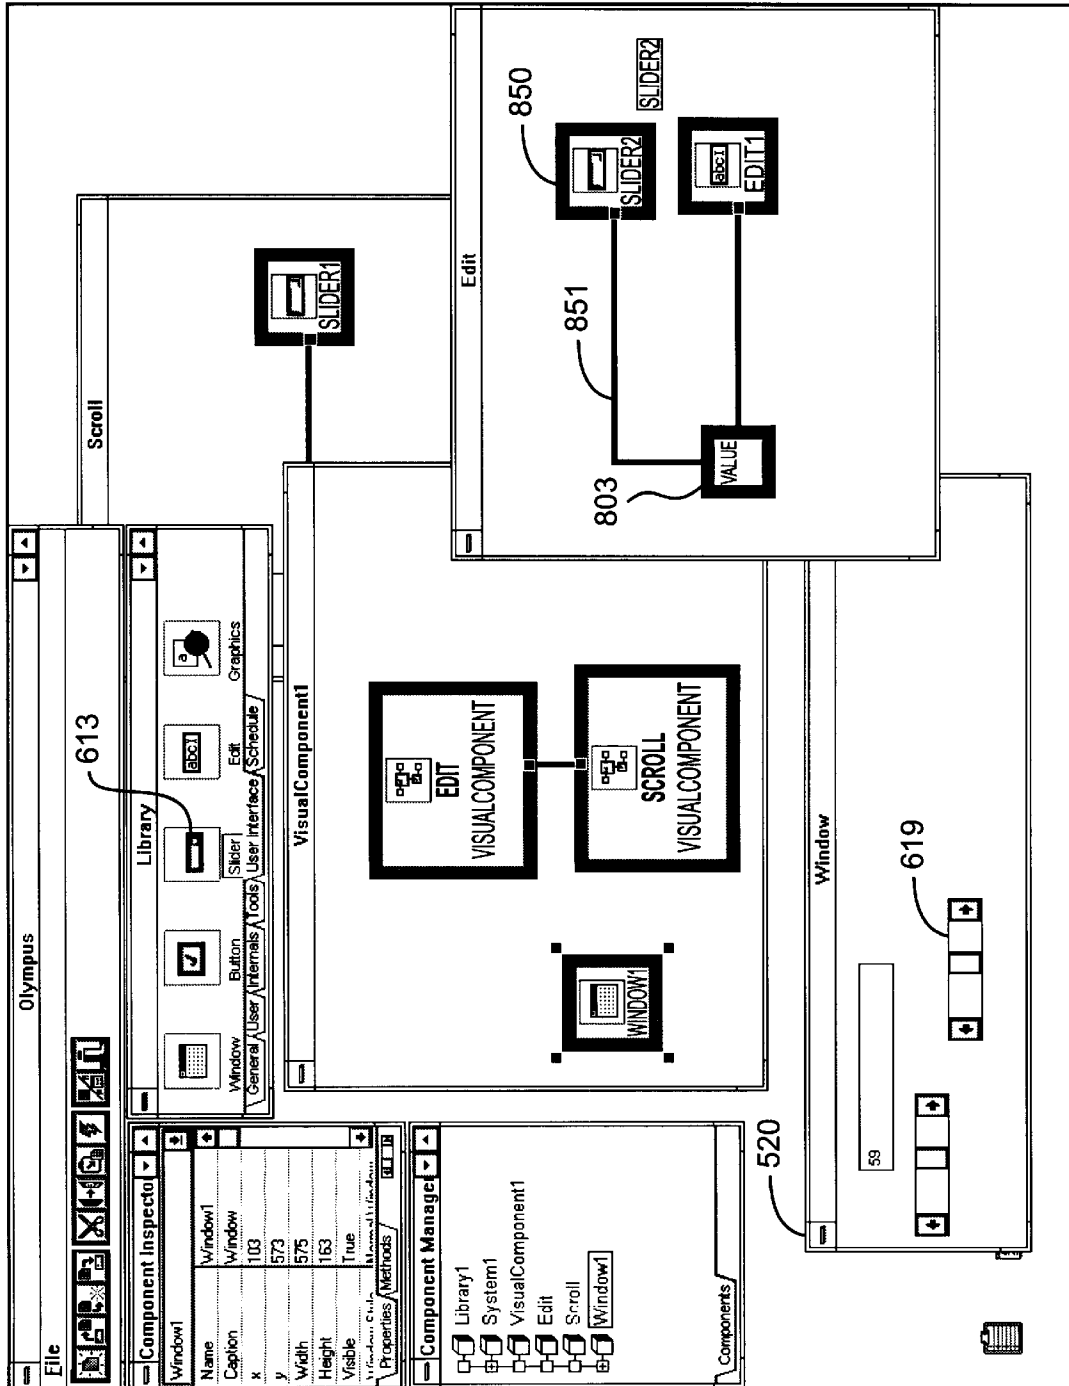 Olympus
File
Component Inspecto
Window1
Name Window1
Caption Window
x 103
y 573
Width 575
Height 163
Visible True
Properties Methods
Library
613
Window Button Slider Edit Graphics
General User Internals Tools User Interface Schedule
Scroll
SLIDER1
Component Manager
Library1
System1
VisualComponent1
Edit
Scroll
Window1
Components
VisualComponent1
WINDOW1
EDIT
VISUALCOMPONENT
SCROLL
VISUALCOMPONENT
Edit
850
abcI
SLIDER2
SLIDER2
851
803
VALUE
abcI
EDIT1
520
Window
59
619